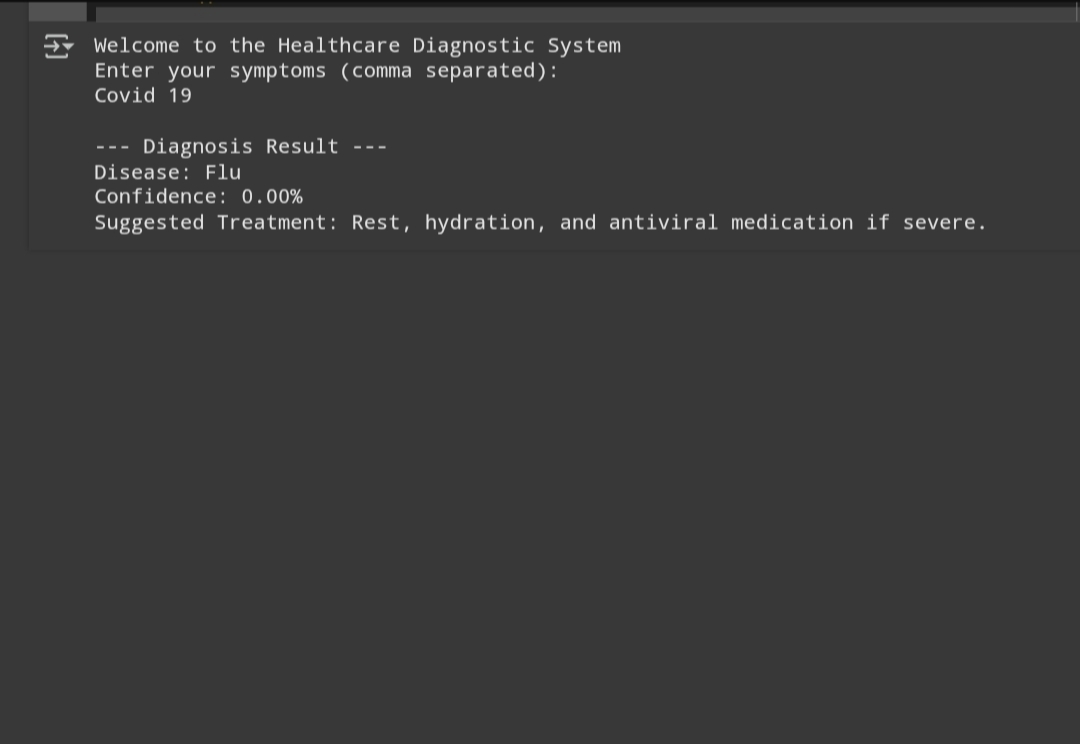 Welcome to the Healthcare Diagnostic System
Enter your symptoms (comma separated):
Covid 19
--- Diagnosis Result ---
Disease: Flu
Confidence: 0.00%
Suggested Treatment: Rest, hydration, and antiviral medication if severe.